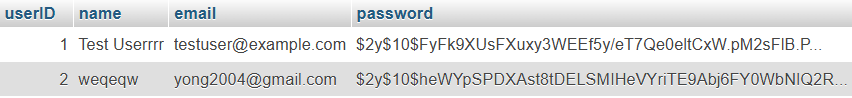 userID name email password
1 Test Userrrr testuser@example.com $2y$10$FyFk9XUsFXuxy3WEEf5y/eT7Qe0eltCxW.pM2sFlB.P...
2 weqeqw yong2004@gmail.com $2y$10$heWYpSPDXAst8tDELSMlHeVYriTE9Abj6FY0WbNlQ2R...